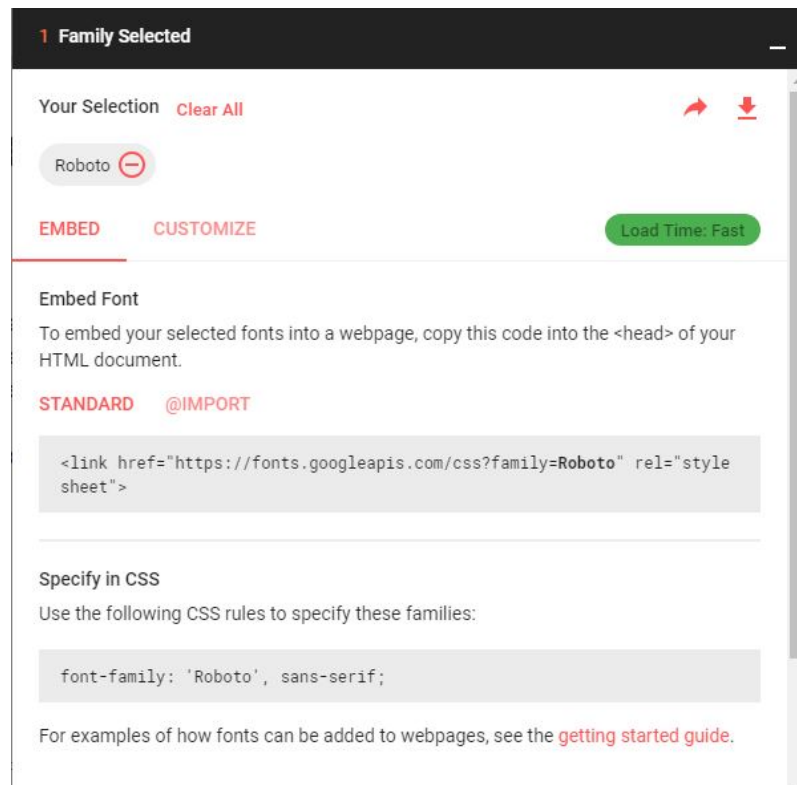 1 Family Selected
Your Selection Clear All
Roboto
EMBED CUSTOMIZE Load Time: Fast
Embed Font
To embed your selected fonts into a webpage, copy this code into the <head> of your
HTML document.
STANDARD @IMPORT
<link href="https://fonts.googleapis.com/css?family=Roboto" rel="style
sheet">
Specify in CSS
Use the following CSS rules to specify these families:
font-family: 'Roboto', sans-serif;
For examples of how fonts can be added to webpages, see the getting started guide.